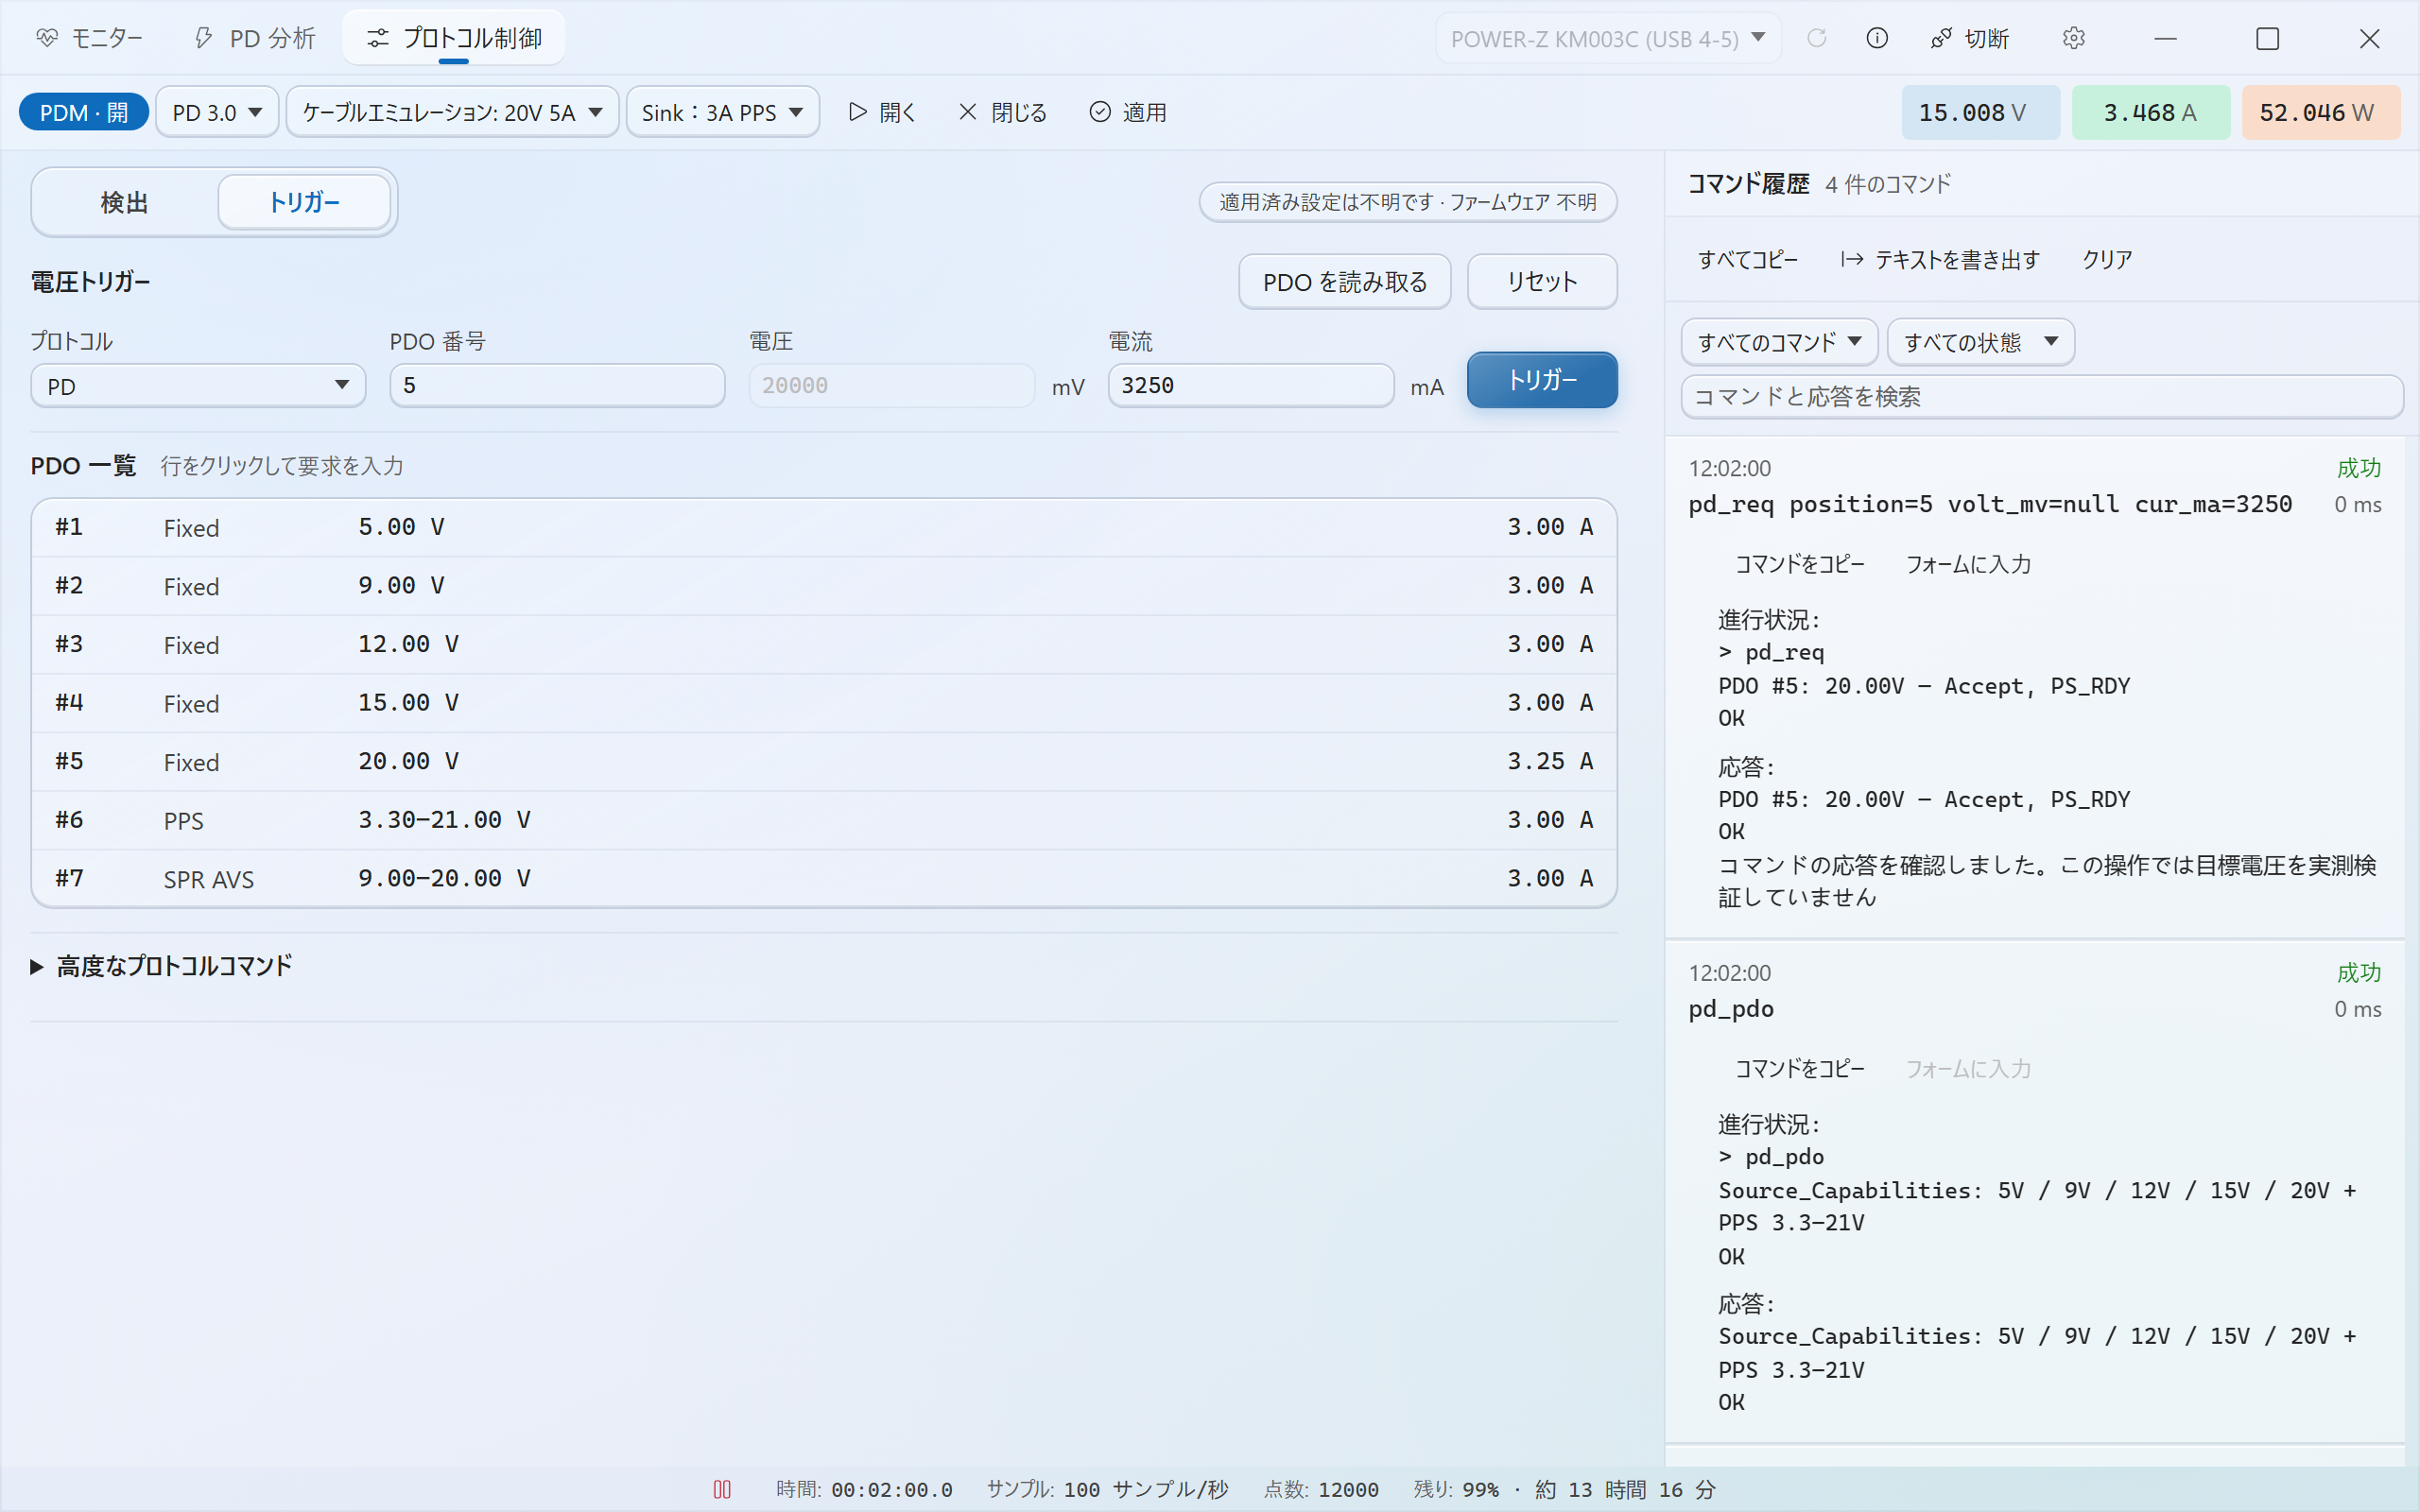 モニター PD 分析 プロトコル制御 POWER-Z KM003C (USB 4-5) 切断
PDM · 開 PD 3.0 ケーブルエミュレーション: 20V 5A Sink：3A PPS 開く 閉じる 適用 15.008 V 3.468 A 52.046 W
検出 トリガー 適用済み設定は不明です · ファームウェア 不明
電圧トリガー PDO を読み取る リセット
プロトコル PDO 番号 電圧 電流
PD 5 20000 mV 3250 mA トリガー
PDO 一覧 行をクリックして要求を入力
#1 Fixed 5.00 V 3.00 A
#2 Fixed 9.00 V 3.00 A
#3 Fixed 12.00 V 3.00 A
#4 Fixed 15.00 V 3.00 A
#5 Fixed 20.00 V 3.25 A
#6 PPS 3.30–21.00 V 3.00 A
#7 SPR AVS 9.00–20.00 V 3.00 A
高度なプロトコルコマンド
コマンド履歴 4 件のコマンド
すべてコピー テキストを書き出す クリア
すべてのコマンド すべての状態
コマンドと応答を検索
12:02:00 成功
pd_req position=5 volt_mv=null cur_ma=3250 0 ms
コマンドをコピー フォームに入力
進行状況:
> pd_req
PDO #5: 20.00V — Accept, PS_RDY
OK
応答:
PDO #5: 20.00V — Accept, PS_RDY
OK
コマンドの応答を確認しました。この操作では目標電圧を実測検
証していません
12:02:00 成功
pd_pdo 0 ms
コマンドをコピー フォームに入力
進行状況:
> pd_pdo
Source_Capabilities: 5V / 9V / 12V / 15V / 20V +
PPS 3.3–21V
OK
応答:
Source_Capabilities: 5V / 9V / 12V / 15V / 20V +
PPS 3.3–21V
OK
時間: 00:02:00.0 サンプル: 100 サンプル/秒 点数: 12000 残り: 99% · 約 13 時間 16 分